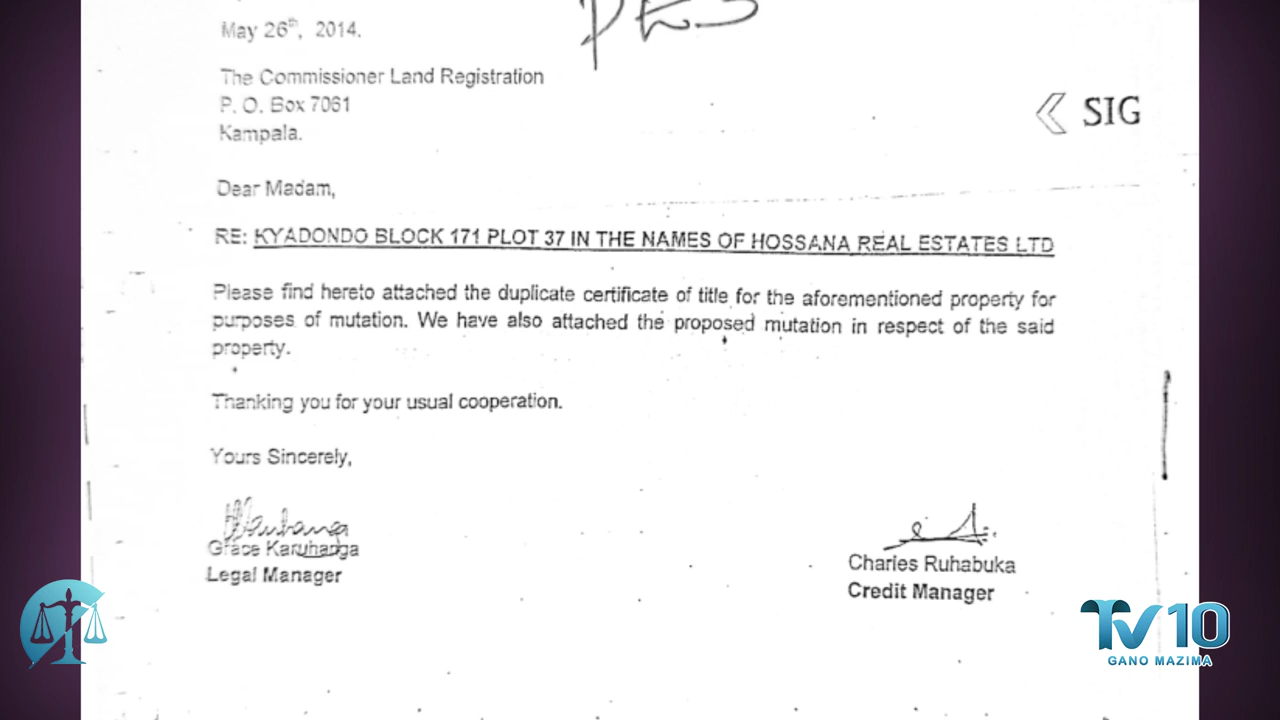 May 26th, 2014.
The Commissioner Land Registration
P. O. Box 7061
Kampala.
SIG
Dear Madam,
RE: KYADONDO BLOCK 171 PLOT 37 IN THE NAMES OF HOSSANA REAL ESTATES LTD
Please find hereto attached the duplicate certificate of title for the aforementioned property for
purposes of mutation. We have also attached the proposed mutation in respect of the said
property.
Thanking you for your usual cooperation.
Yours Sincerely,
Grace Karuhanga
Legal Manager
Charles Ruhabuka
Credit Manager
TV 10
GANO MAZIMA